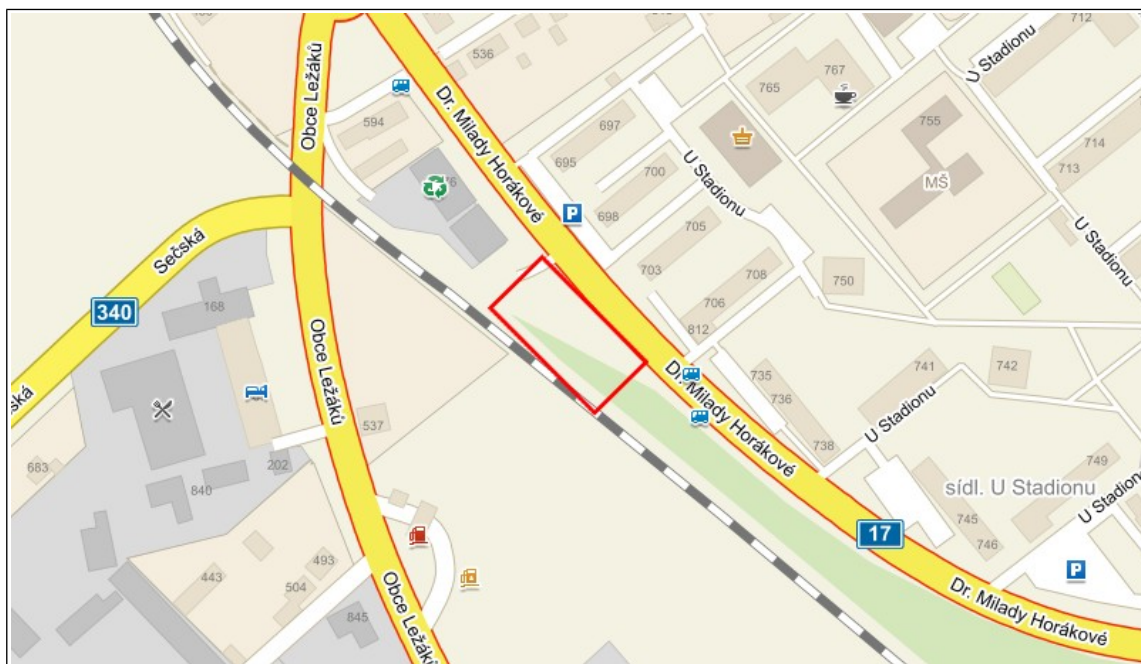 712
536
U Stadionu
767
765
Obce Ležáků
Dr. Milady Horákové
594
697
755
714
695
713
700
MŠ
U Stadionu
698
705
U Stadionu
Sečská
703
708
750
340
168
706
812
Obce Ležáků
735
741
742
736
Dr. Milady Horákové
537
U Stadionu
738
683
202
749
840
sídl. U Stadionu
U Stadionu
745
17
746
493
443
504
Obce Ležáků
Dr. Milady Horákové
845